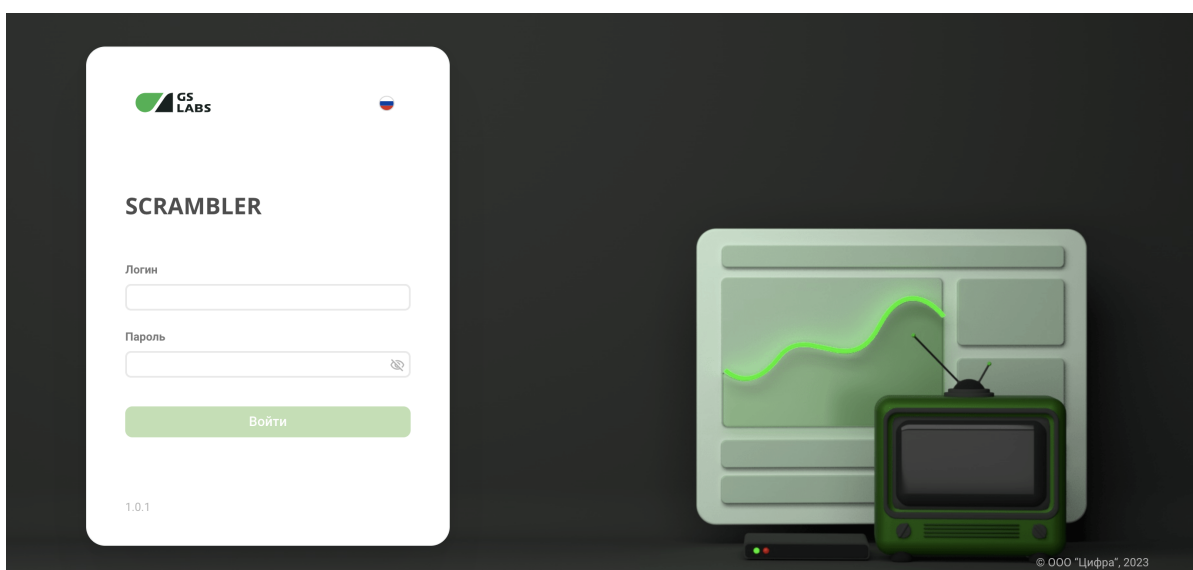 GS
LABS
SCRAMBLER
Логин
Пароль
Войти
1.0.1
© ООО "Цифра", 2023